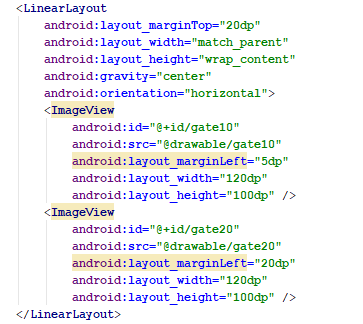 <LinearLayout
    android:layout_marginTop="20dp"
    android:layout_width="match_parent"
    android:layout_height="wrap_content"
    android:gravity="center"
    android:orientation="horizontal">
    <ImageView
        android:id="@+id/gate10"
        android:src="@drawable/gate10"
        android:layout_marginLeft="5dp"
        android:layout_width="120dp"
        android:layout_height="100dp" />
    <ImageView
        android:id="@+id/gate20"
        android:src="@drawable/gate20"
        android:layout_marginLeft="20dp"
        android:layout_width="120dp"
        android:layout_height="100dp" />
</LinearLayout>